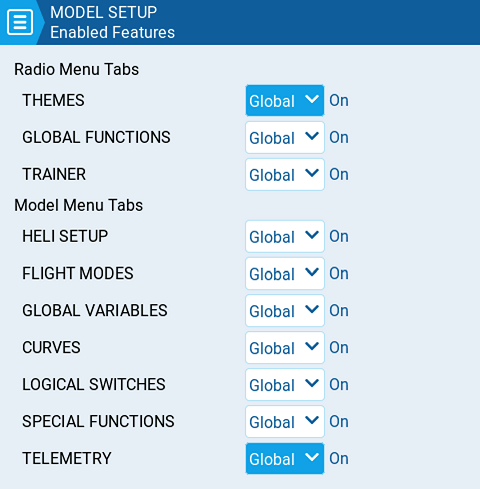 MODEL SETUP
Enabled Features
Radio Menu Tabs
THEMES Global On
GLOBAL FUNCTIONS Global On
TRAINER Global On
Model Menu Tabs
HELI SETUP Global On
FLIGHT MODES Global On
GLOBAL VARIABLES Global On
CURVES Global On
LOGICAL SWITCHES Global On
SPECIAL FUNCTIONS Global On
TELEMETRY Global On